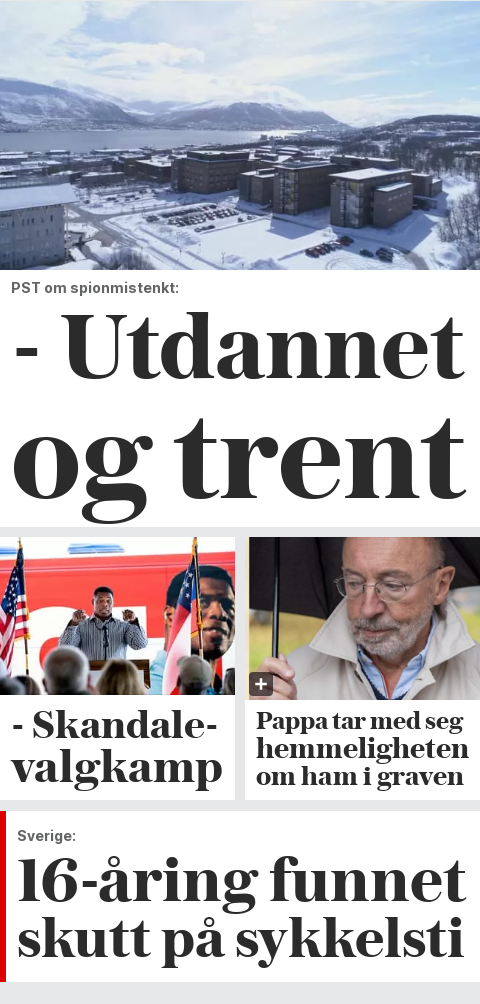 PST om spionmistenkt:
- Utdannet
og trent
- Skandale-
valgkamp
Pappa tar med seg
hemmeligheten
om ham i graven
Sverige:
16-åring funnet
skutt på sykkelsti